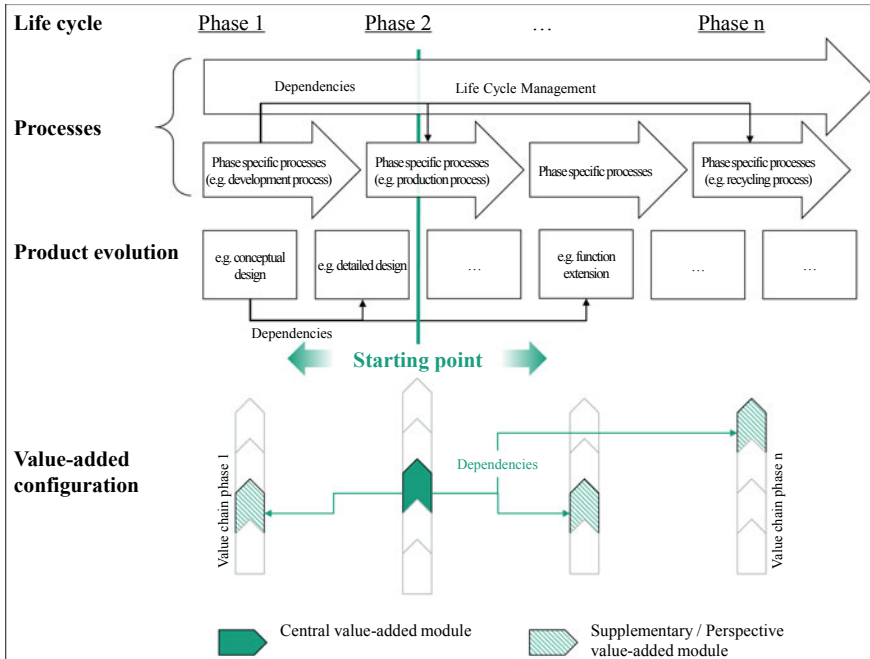 Life cycle
Phase 1
Phase 2
…
Phase n
Dependencies
Life Cycle Management
Processes
Phase specific processes
(e.g. development process)
Phase specific processes
(e.g. production process)
Phase specific processes
Phase specific processes
(e.g. recycling process)
Product evolution
e.g. conceptual
design
e.g. detailed design
…
e.g. function
extension
…
…
Dependencies
Starting point
Value-added
configuration
Value chain phase 1
Dependencies
Value chain phase n
Central value-added module
Supplementary / Perspective
value-added module